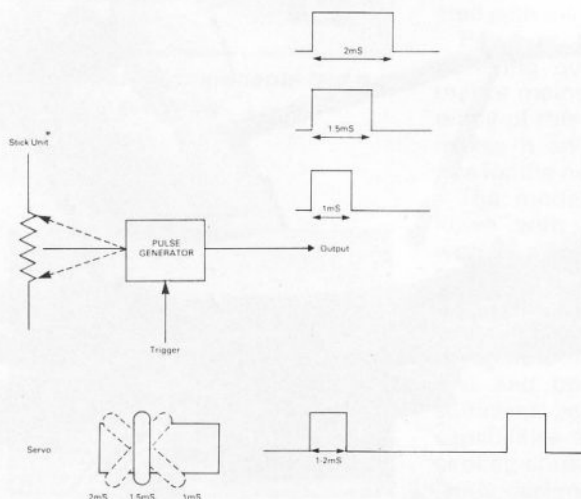 2mS
1.5mS
Stick Unit
1mS
PULSE
GENERATOR
Output
Trigger
Servo
1-2mS
2mS 1.5mS 1mS